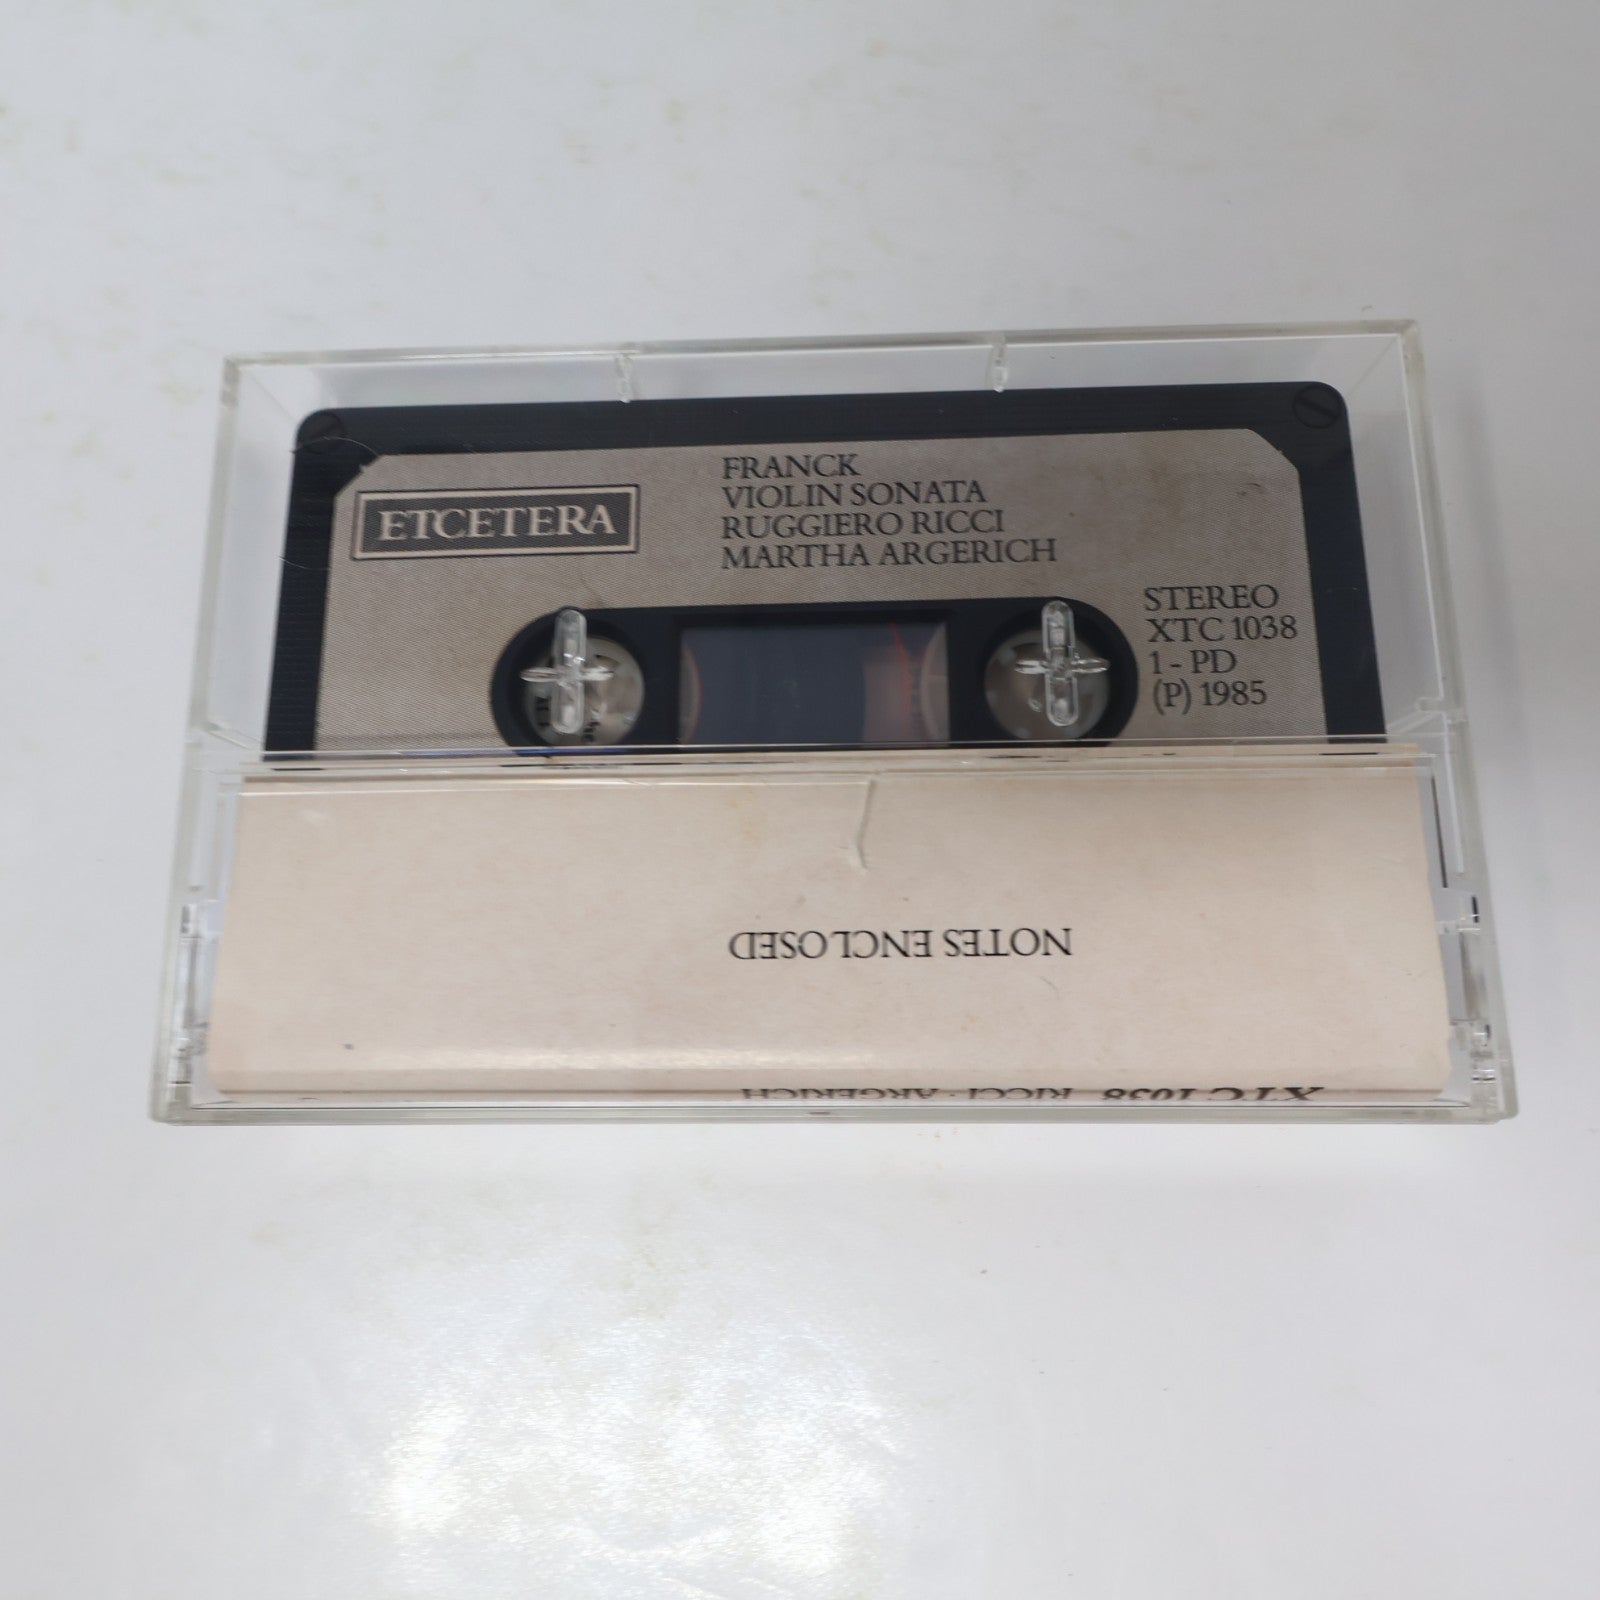 ETCETERA
FRANCK
VIOLIN SONATA
RUGGIERO RICCI
MARTHA ARGERICH
STEREO
XTC 1038
1 - PD
(P) 1985
NOTES ENCLOSED
XTC 1038 RICCI · ARGERICH